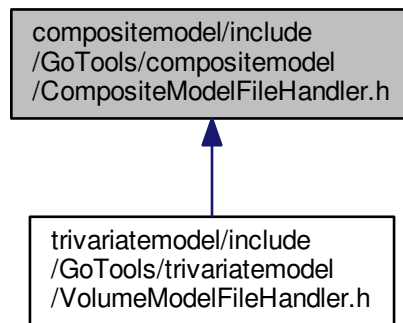 compositemodel/include
/GoTools/compositemodel
/CompositeModelFileHandler.h
trivariatemodel/include
/GoTools/trivariatemodel
/VolumeModelFileHandler.h